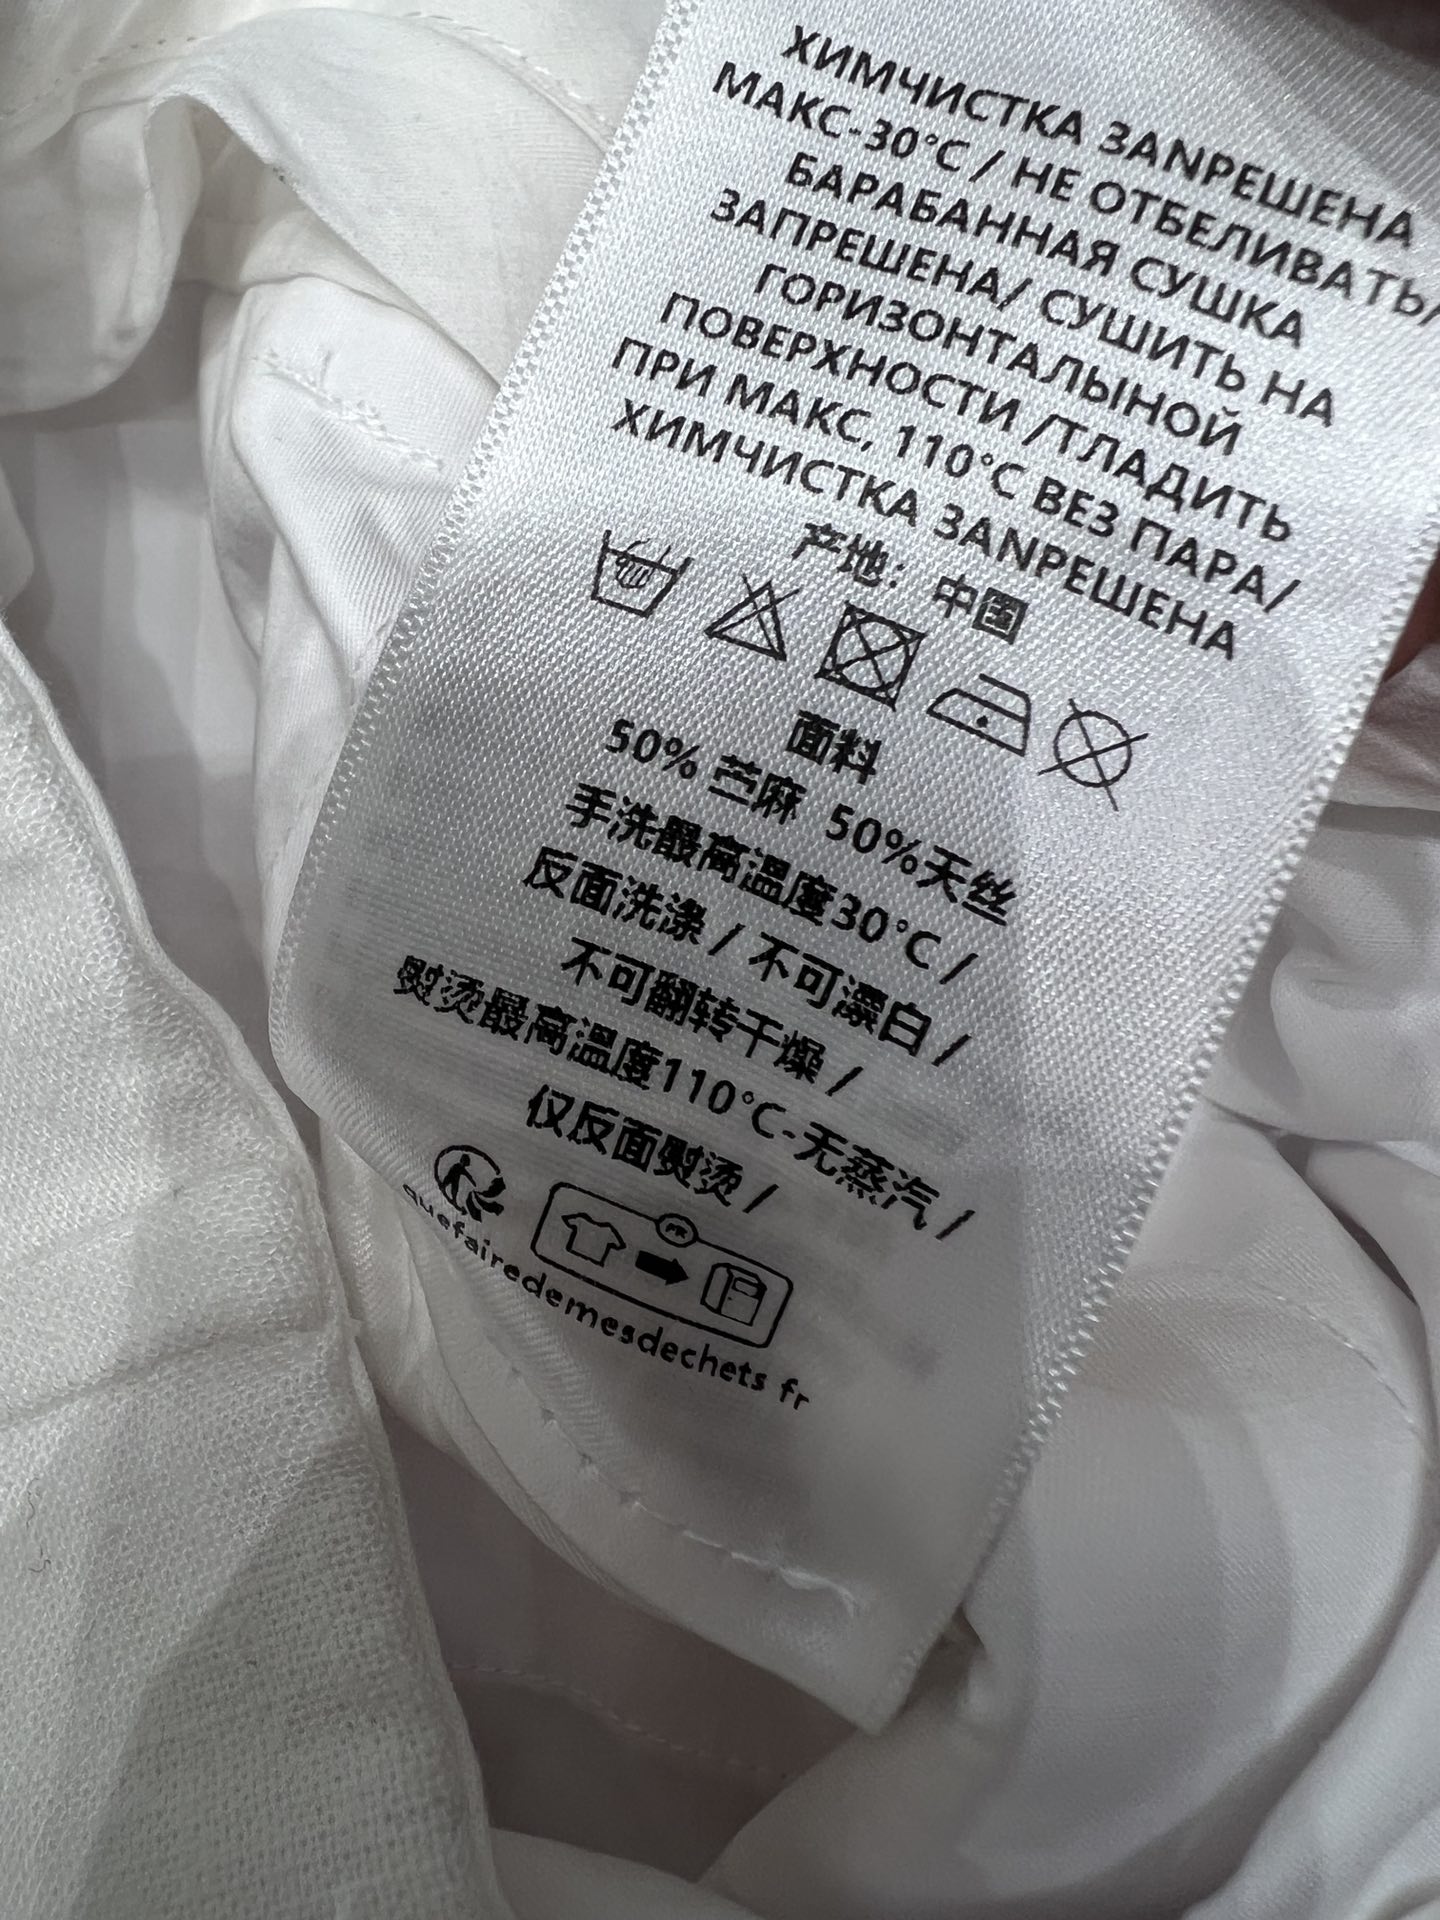 ХИМЧИСТКА ЗАNPEШЕНА
МАКС-30°C / НЕ ОТБЕЛИВАТЬ/
БАРАБАННАЯ СУШКА
ЗАПРЕШЕНА/ СУШИТЬ НА
ГОРИЗОНТАЛЫНОЙ
ПОВЕРХНОСТИ /ТЛАДИТЬ
ПРИ МАКС, 110°C ВЕЗ ПАРА/
ХИМЧИСТКА ЗАNPEШЕНА
产地：中国
面料
50% 苎麻 50%天丝
手洗最高温度30°C /
反面洗涤 / 不可漂白 /
不可翻转干燥 /
熨烫最高温度110°C-无蒸汽 /
仅反面熨烫 /
FR
quefairedemesdechets fr